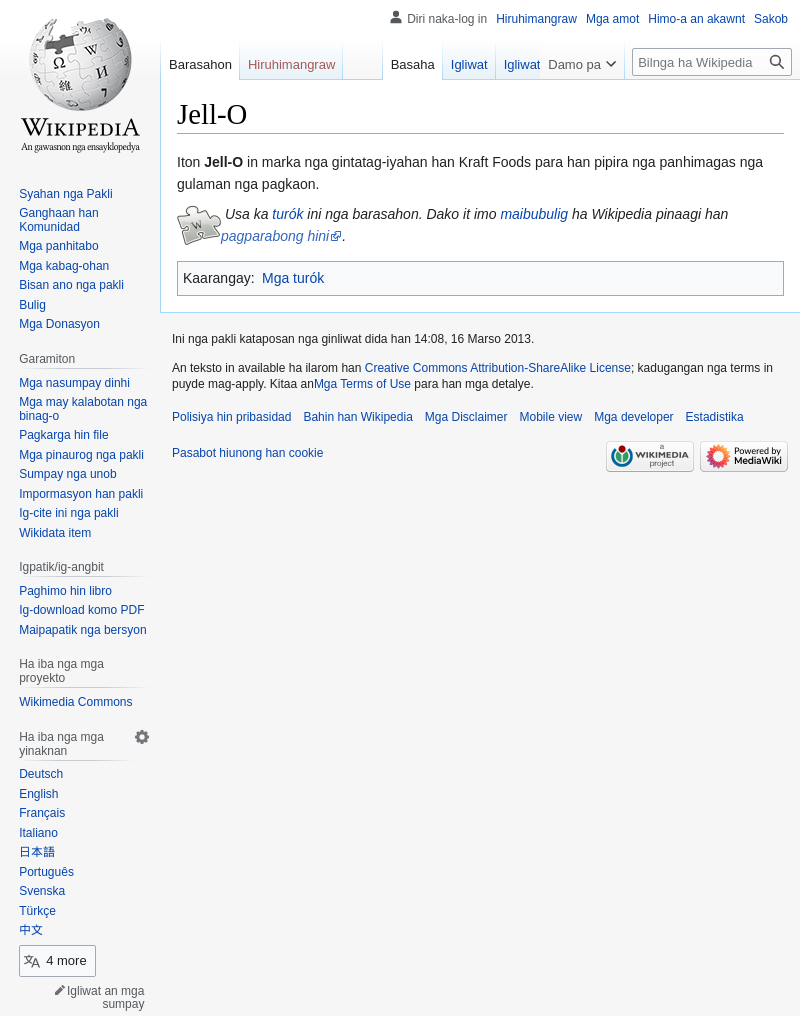 Diri naka-log in Hiruhimangraw Mga amot Himo-a an akawnt Sakob
Barasahon Hiruhimangraw Basaha Igliwat Igliwat Damo pa Bilnga ha Wikipedia
WIKIPEDIA
An gawasnon nga ensayklopedya
Syahan nga Pakli
Ganghaan han
Komunidad
Mga panhitabo
Mga kabag-ohan
Bisan ano nga pakli
Bulig
Mga Donasyon
Garamiton
Mga nasumpay dinhi
Mga may kalabotan nga
binag-o
Pagkarga hin file
Mga pinaurog nga pakli
Sumpay nga unob
Impormasyon han pakli
Ig-cite ini nga pakli
Wikidata item
Igpatik/ig-angbit
Paghimo hin libro
Ig-download komo PDF
Maipapatik nga bersyon
Ha iba nga mga
proyekto
Wikimedia Commons
Ha iba nga mga
yinaknan
Deutsch
English
Français
Italiano
日本語
Português
Svenska
Türkçe
中文
4 more
Igliwat an mga
sumpay
Jell-O
Iton Jell-O in marka nga gintatag-iyahan han Kraft Foods para han pipira nga panhimagas nga
gulaman nga pagkaon.
Usa ka turók ini nga barasahon. Dako it imo maibubulig ha Wikipedia pinaagi han
pagparabong hini.
Kaarangay: Mga turók
Ini nga pakli kataposan nga ginliwat dida han 14:08, 16 Marso 2013.
An teksto in available ha ilarom han Creative Commons Attribution-ShareAlike License; kadugangan nga terms in
puyde mag-apply. Kitaa anMga Terms of Use para han mga detalye.
Polisiya hin pribasidad Bahin han Wikipedia Mga Disclaimer Mobile view Mga developer Estadistika
Pasabot hiunong han cookie
a
WIKIMEDIA
project
Powered by
MediaWiki